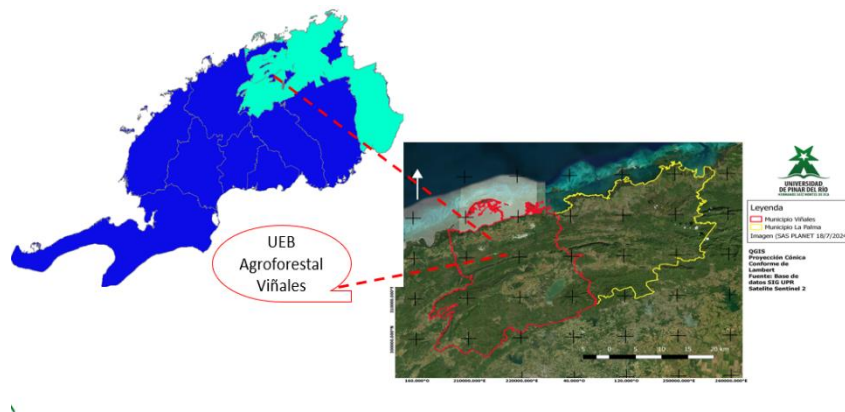 UEB
Agroforestal
Viñales
UNIVERSIDAD
DE PINAR DEL RÍO
Leyenda
Municipio Viñales
Municipio La Palma
Imagen (SAS PLANET 18/7/2024
QGIS
Proyección Cónica
Conforme de
Lambert
Fuente: Base de
datos SIG UPR
Satelite Sentinel 2
5 0 5 10 15 20 km